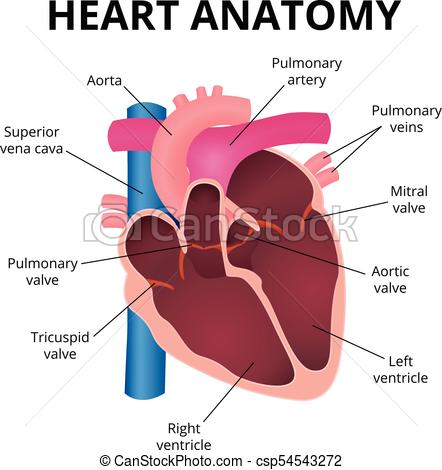 HEART ANATOMY
Pulmonary
artery
Aorta
Pulmonary
veins
Superior
vena cava
Mitral
valve
© Can Stock Photo
Pulmonary
valve
Aortic
valve
Tricuspid
valve
Left
ventricle
Right
ventricle
© Can Stock Photo - csp54543272